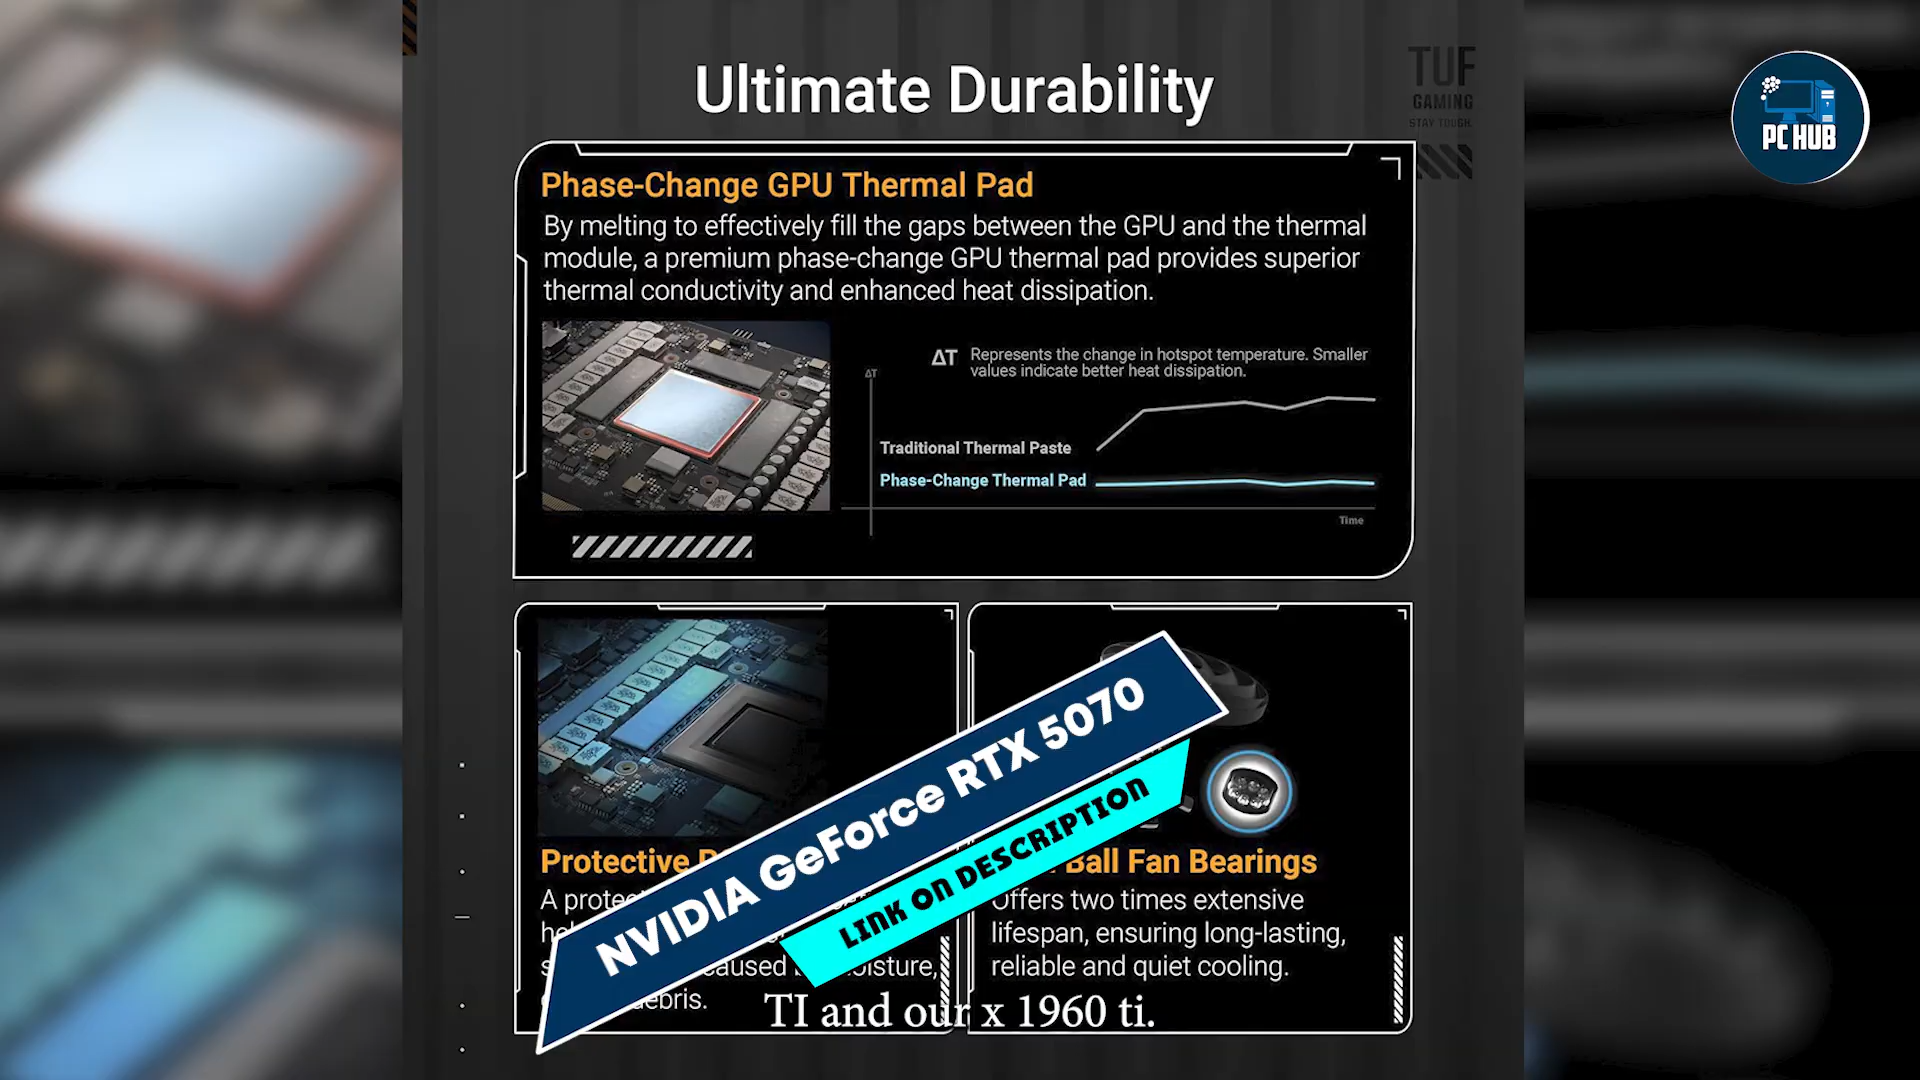 Ultimate Durability
TUF
GAMING
STAY TOUGH.
PC HUB
Phase-Change GPU Thermal Pad
By melting to effectively fill the gaps between the GPU and the thermal
module, a premium phase-change GPU thermal pad provides superior
thermal conductivity and enhanced heat dissipation.
ΔT Represents the change in hotspot temperature. Smaller
values indicate better heat dissipation.
ΔT
Traditional Thermal Paste
Phase-Change Thermal Pad
Time
NVIDIA GeForce RTX 5070
LINK ON DESCRIPTION
Protective
A
caused
debris.
Ball Fan Bearings
Offers two times extensive
lifespan, ensuring long-lasting,
reliable and quiet cooling.
TI and our x 1960 ti.